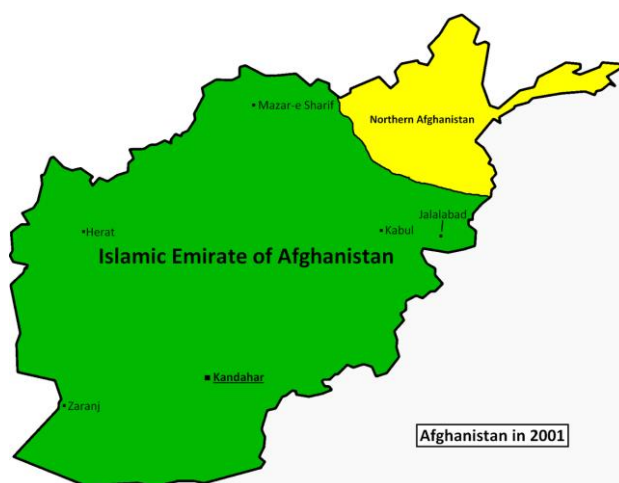 Mazar-e Sharif
Northern Afghanistan
Jalalabad
Herat
Kabul
Islamic Emirate of Afghanistan
Kandahar
Zaranj
Afghanistan in 2001